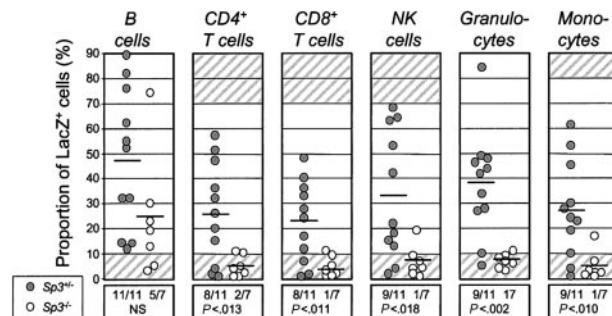 B cells
CD4+ T cells
CD8+ T cells
NK cells
Granulo-cytes
Mono-cytes
Proportion of LacZ+ cells (%)
90
80
70
60
50
40
30
20
10
0
Sp3+/-
Sp3-/-
11/11 5/7
NS
8/11 2/7
P<.013
8/11 1/7
P<.011
9/11 1/7
P<.018
9/11 17
P<.002
9/11 1/7
P<.010